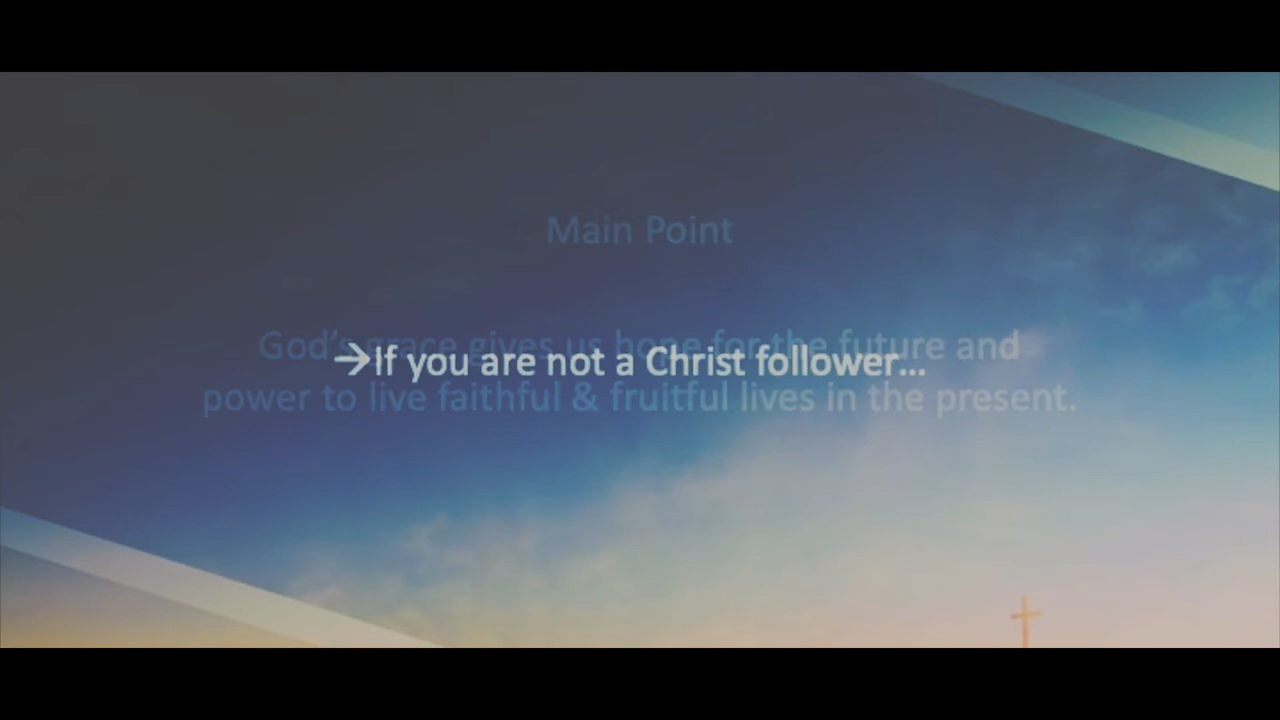 Main Point
God's grace gives us hope for the future and
→If you are not a Christ follower...
power to live faithful & fruitful lives in the present.